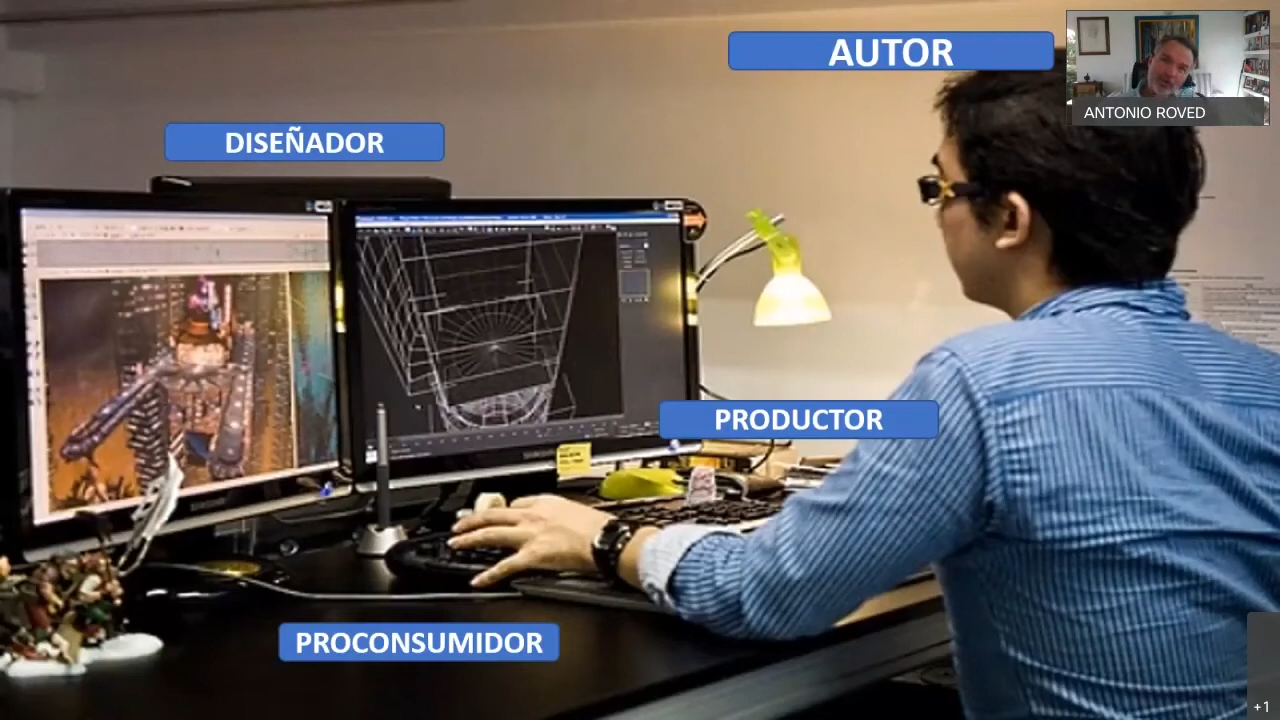 AUTOR
ANTONIO ROVED
DISEÑADOR
PRODUCTOR
PROCONSUMIDOR
+1